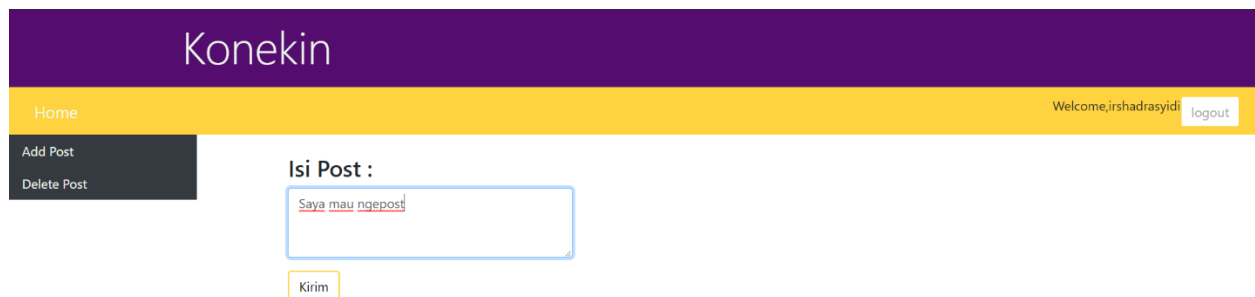 Konekin
Home
Welcome,irshadrasyidi logout
Add Post
Delete Post
Isi Post :
Saya mau ngepost
Kirim